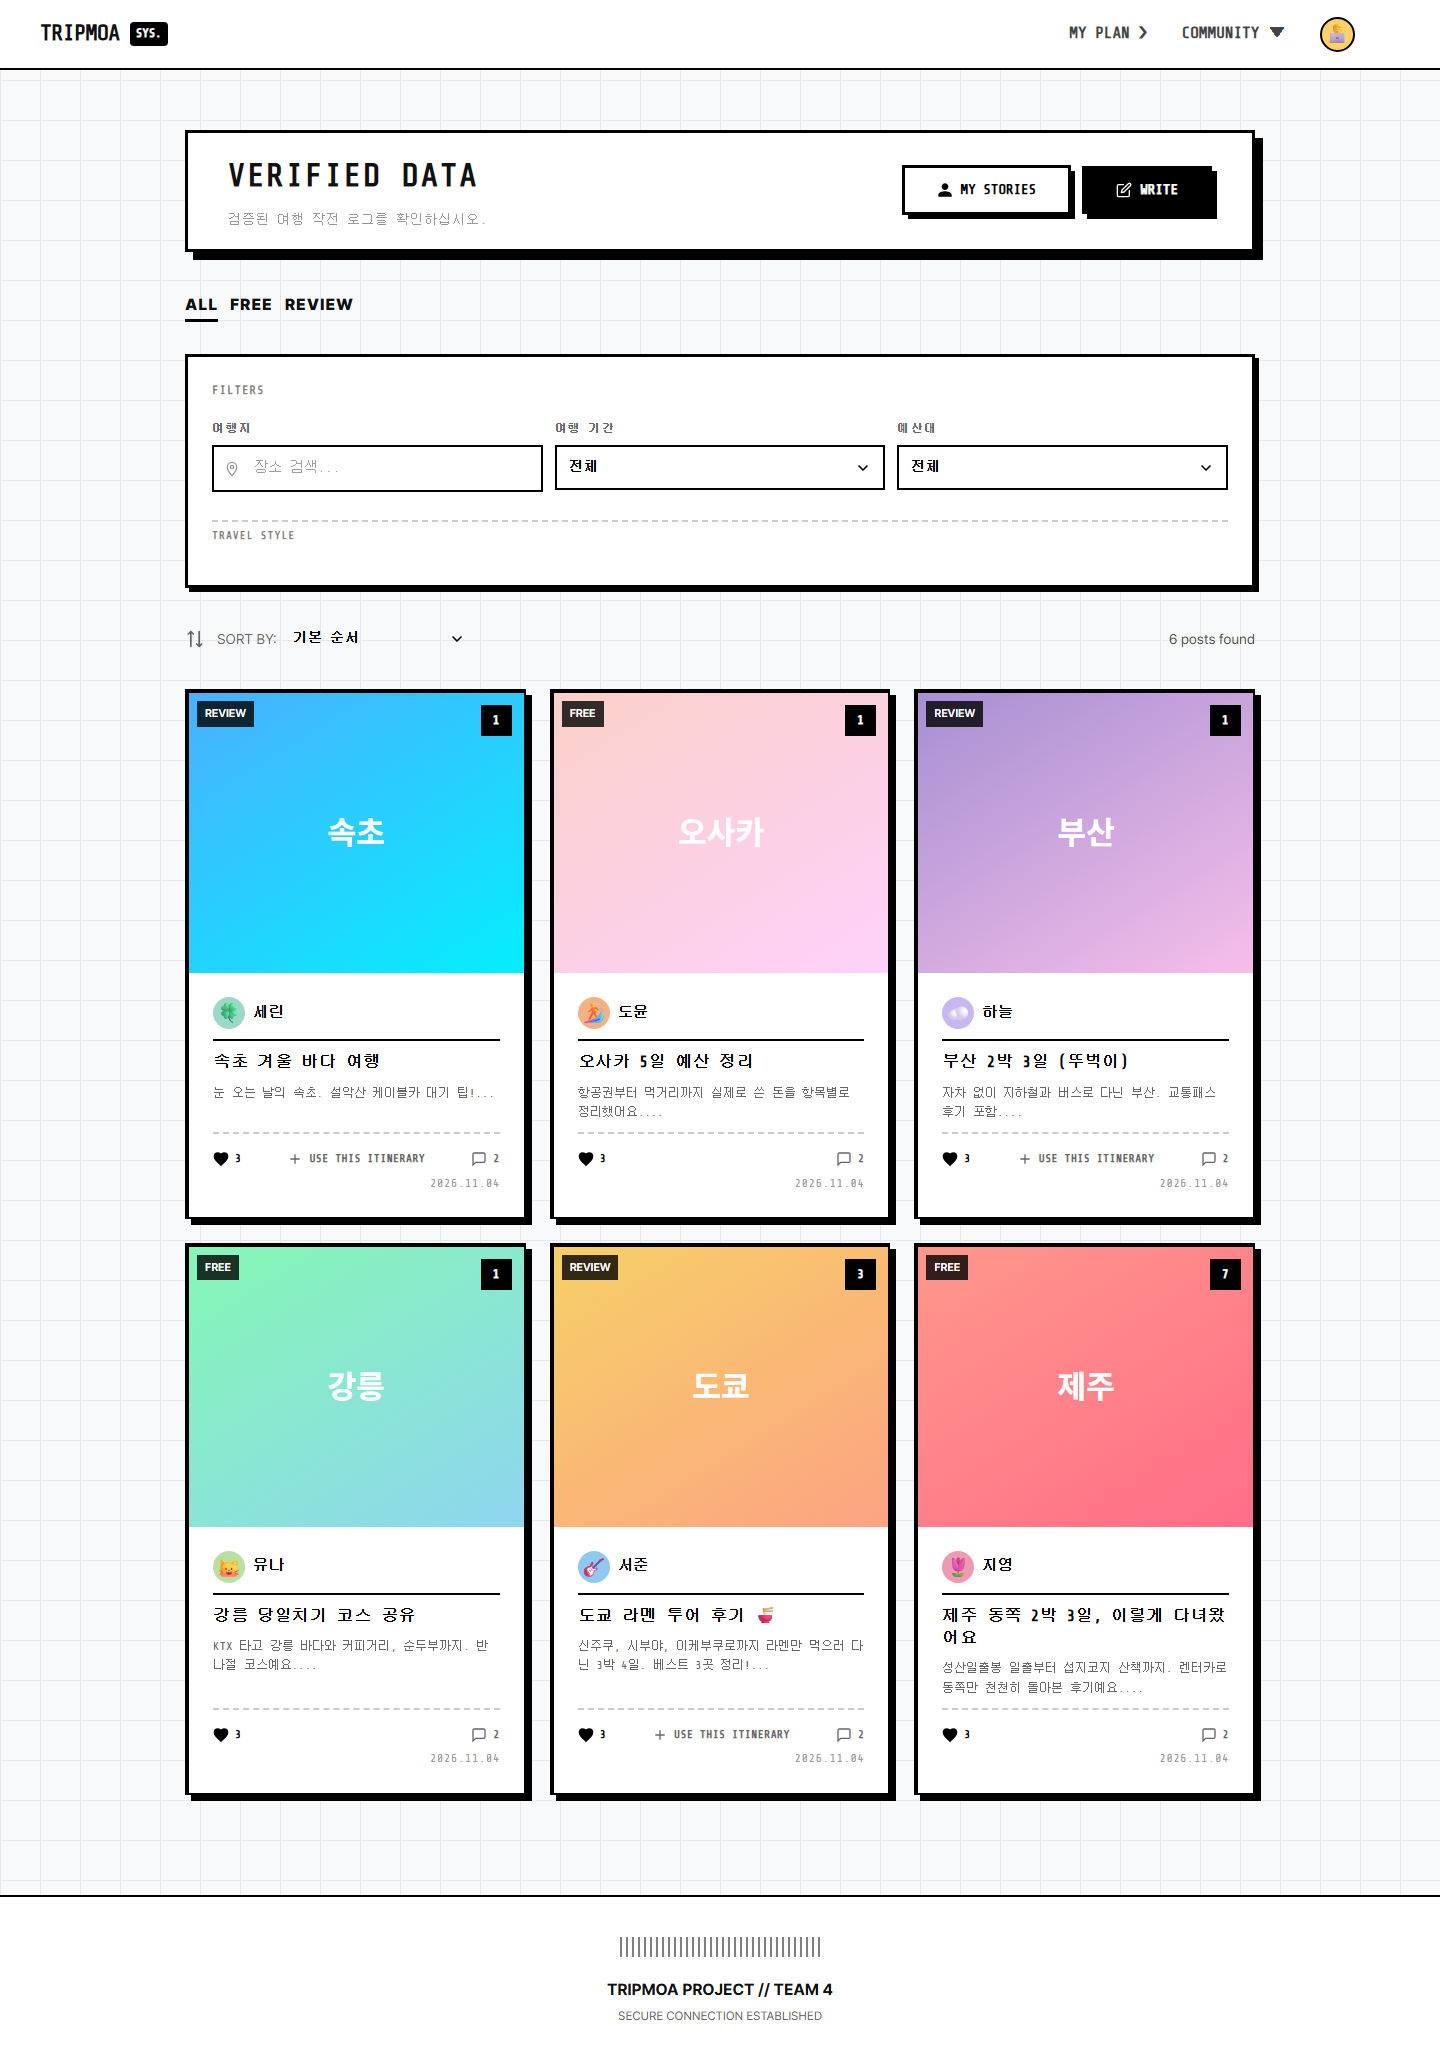 TRIPMOA SYS.
MY PLAN
COMMUNITY
VERIFIED DATA
검증된 여행 작전 로그를 확인하십시오.
MY STORIES
WRITE
ALL FREE REVIEW
FILTERS
여행지
여행 기간
예산대
장소 검색...
전체
전체
TRAVEL STYLE
SORT BY: 기본 순서
6 posts found
REVIEW
1
속초
세린
속초 겨울 바다 여행
눈 오는 날의 속초. 설악산 케이블카 대기 팁!...
3
USE THIS ITINERARY
2
2026.11.04
FREE
1
오사카
도윤
오사카 5일 예산 정리
항공권부터 먹거리까지 실제로 쓴 돈을 항목별로
정리했어요....
3
2
2026.11.04
REVIEW
1
부산
하늘
부산 2박 3일 (뚜벅이)
자차 없이 지하철과 버스로 다닌 부산. 교통패스
후기 포함....
3
USE THIS ITINERARY
2
2026.11.04
FREE
1
강릉
유나
강릉 당일치기 코스 공유
KTX 타고 강릉 바다와 커피거리, 순두부까지. 반
나절 코스예요....
3
2
2026.11.04
REVIEW
3
도쿄
서준
도쿄 라멘 투어 후기 🍜
신주쿠, 시부야, 이케부쿠로까지 라멘만 먹으러 다
닌 3박 4일. 베스트 3곳 정리!...
3
USE THIS ITINERARY
2
2026.11.04
FREE
7
제주
지영
제주 동쪽 2박 3일, 이렇게 다녀왔
어요
성산일출봉 일출부터 섭지코지 산책까지. 렌터카로
동쪽만 천천히 돌아본 후기예요....
3
2
2026.11.04
TRIPMOA PROJECT // TEAM 4
SECURE CONNECTION ESTABLISHED